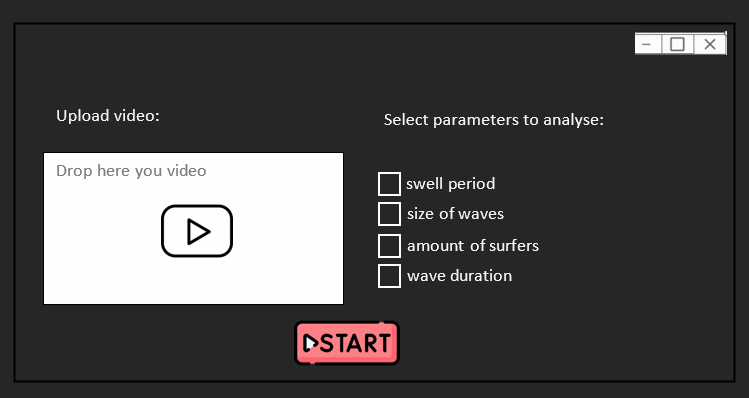 Upload video:
Select parameters to analyse:
Drop here you video
swell period
size of waves
amount of surfers
wave duration
START